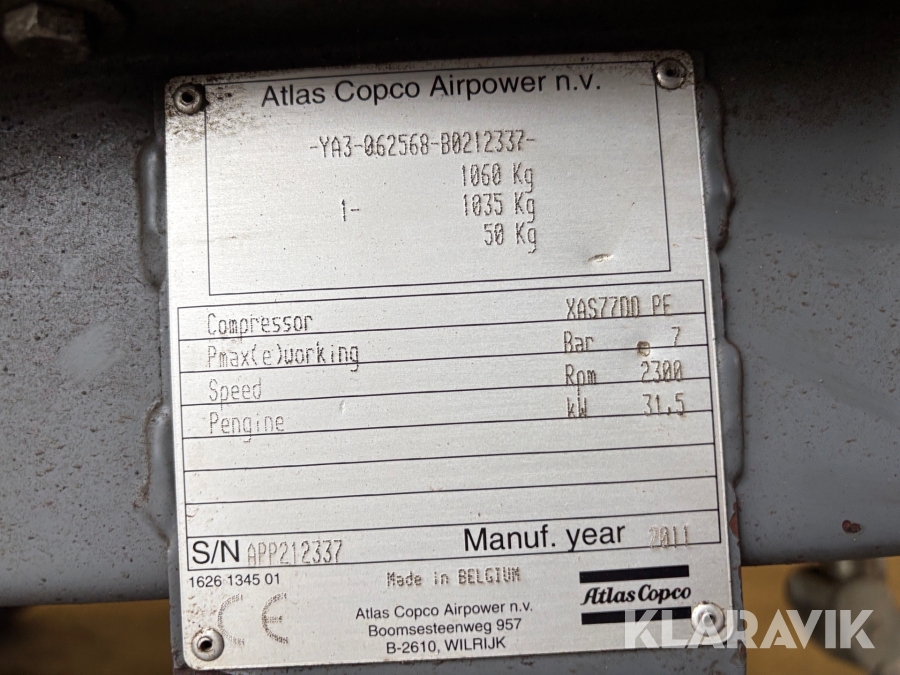 Atlas Copco Airpower n.v.
-YA3-062568-B0212337-
1060 Kg
1- 1035 Kg
50 Kg
Compressor XAS77DD PE
Pmax(e)working Bar 7
Speed Rpm 2300
Pengine kW 31,5
S/N APP212337 Manuf. year 2011
1626 1345 01
Made in BELGIUM
CE
Atlas Copco Airpower n.v.
Boomsesteenweg 957
B-2610, WILRIJK
Atlas Copco
KLARAVIK